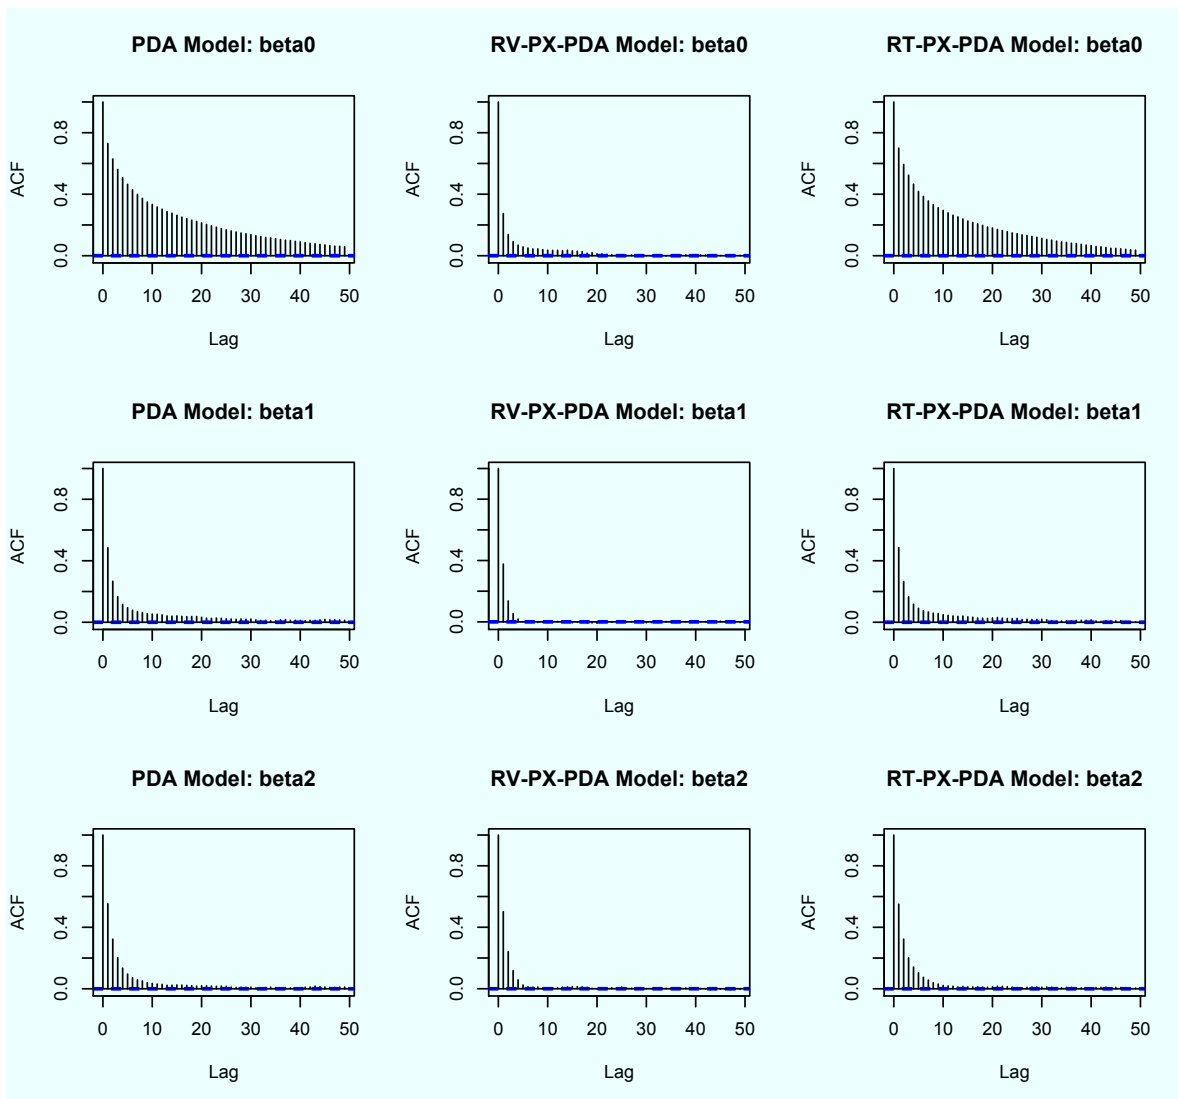 PDA Model: beta0
ACF
0.0 0.4 0.8
0 10 20 30 40 50
Lag
RV-PX-PDA Model: beta0
ACF
0.0 0.4 0.8
0 10 20 30 40 50
Lag
RT-PX-PDA Model: beta0
ACF
0.0 0.4 0.8
0 10 20 30 40 50
Lag
PDA Model: beta1
ACF
0.0 0.4 0.8
0 10 20 30 40 50
Lag
RV-PX-PDA Model: beta1
ACF
0.0 0.4 0.8
0 10 20 30 40 50
Lag
RT-PX-PDA Model: beta1
ACF
0.0 0.4 0.8
0 10 20 30 40 50
Lag
PDA Model: beta2
ACF
0.0 0.4 0.8
0 10 20 30 40 50
Lag
RV-PX-PDA Model: beta2
ACF
0.0 0.4 0.8
0 10 20 30 40 50
Lag
RT-PX-PDA Model: beta2
ACF
0.0 0.4 0.8
0 10 20 30 40 50
Lag